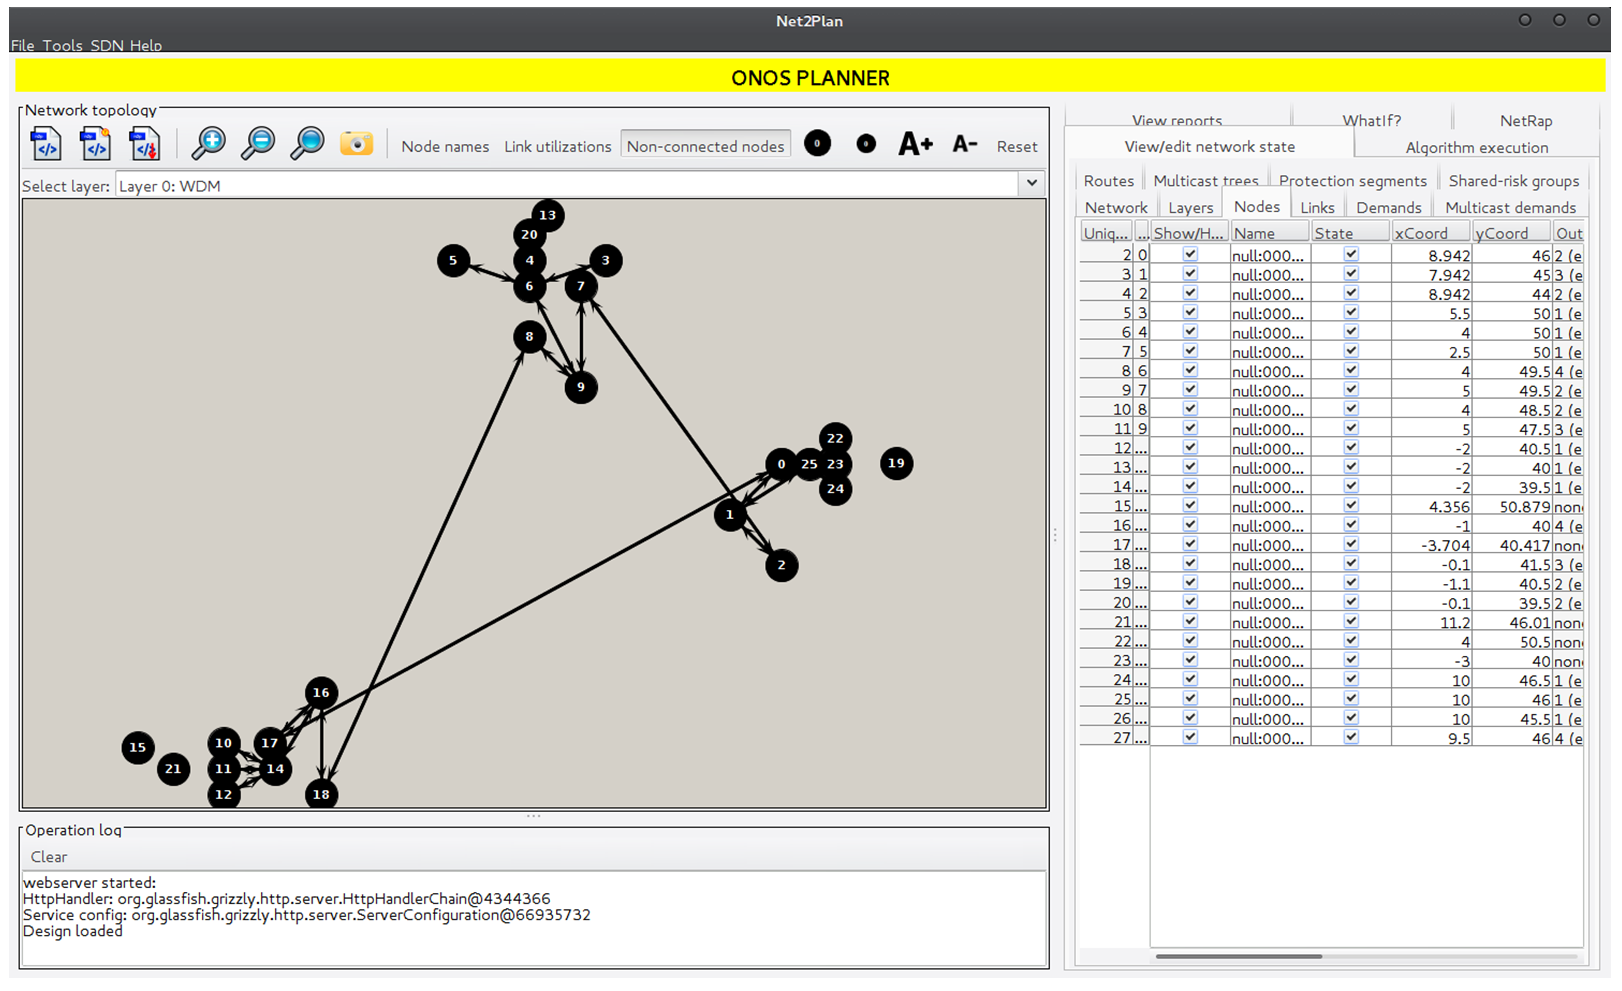 Net2Plan
File Tools SDN Help
ONOS PLANNER
Network topology
Node names Link utilizations Non-connected nodes 0 0 A+ A- Reset
Select layer: Layer 0: WDM
13
20
5 4 3
6 7
8
9
22
0 25 23 19
24
1
2
16
15 10 17
21 11 14
12 18
Operation log
Clear
webserver started:
HttpHandler: org.glassfish.grizzly.http.server.HttpHandlerChain@4344366
Service config: org.glassfish.grizzly.http.server.ServerConfiguration@66935732
Design loaded
View reports WhatIf? NetRap
View/edit network state Algorithm execution
Routes Multicast trees Protection segments Shared-risk groups
Network Layers Nodes Links Demands Multicast demands
Uniq... ... Show/H... Name State xCoord yCoord Out
2 0 null:000... 8.942 46 2 (e
3 1 null:000... 7.942 45 3 (e
4 2 null:000... 8.942 44 2 (e
5 3 null:000... 5.5 50 1 (e
6 4 null:000... 4 50 1 (e
7 5 null:000... 2.5 50 1 (e
8 6 null:000... 4 49.5 4 (e
9 7 null:000... 5 49.5 2 (e
10 8 null:000... 4 48.5 2 (e
11 9 null:000... 5 47.5 3 (e
12 ... null:000... -2 40.5 1 (e
13 ... null:000... -2 40 1 (e
14 ... null:000... -2 39.5 1 (e
15 ... null:000... 4.356 50.879 none
16 ... null:000... -1 40 4 (e
17 ... null:000... -3.704 40.417 none
18 ... null:000... -0.1 41.5 3 (e
19 ... null:000... -1.1 40.5 2 (e
20 ... null:000... -0.1 39.5 2 (e
21 ... null:000... 11.2 46.01 none
22 ... null:000... 4 50.5 none
23 ... null:000... -3 40 none
24 ... null:000... 10 46.5 1 (e
25 ... null:000... 10 46 1 (e
26 ... null:000... 10 45.5 1 (e
27 ... null:000... 9.5 46 4 (e